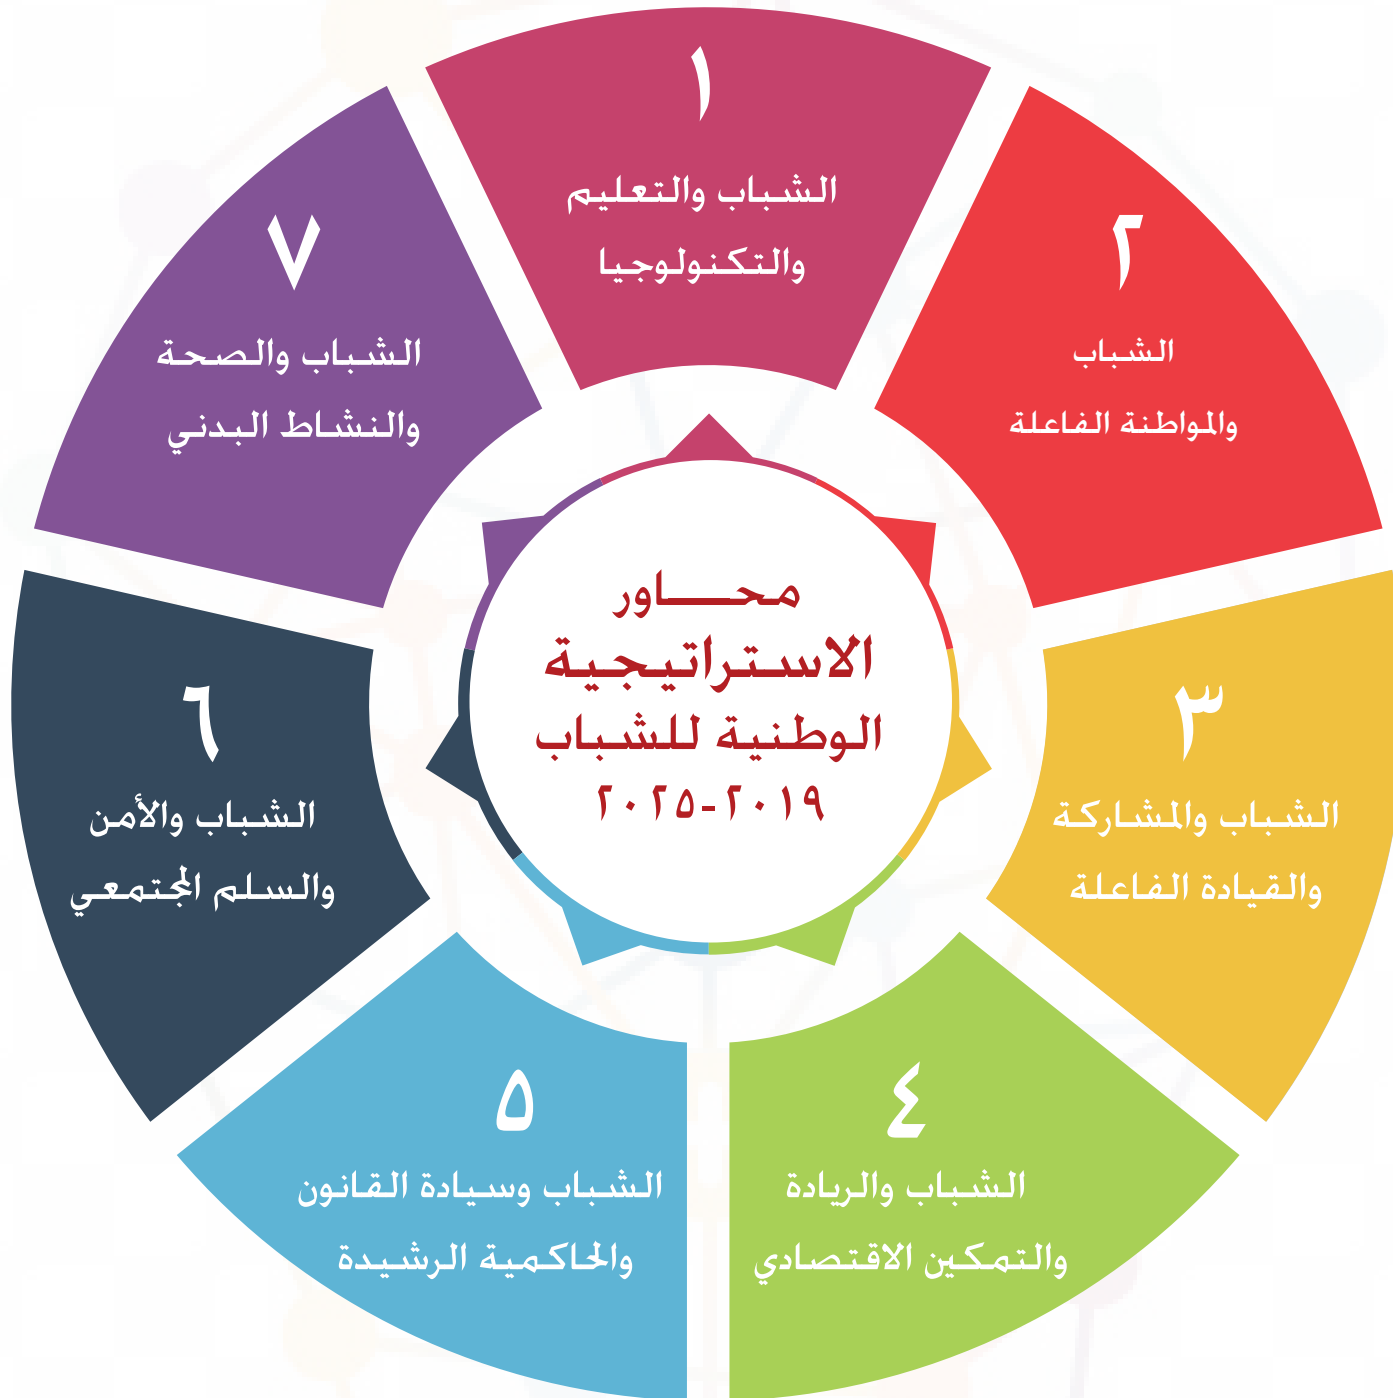 محـــاور
الاستراتيجية
الوطنية للشباب
٢٠١٩-٢٠٢٥
١
الشباب والتعليم
والتكنولوجيا
٢
الشباب
والمواطنة الفاعلة
٣
الشباب والمشاركة
والقيادة الفاعلة
٤
الشباب والريادة
والتمكين الاقتصادي
٥
الشباب وسيادة القانون
والحاكمية الرشيدة
٦
الشباب والأمن
والسلم المجتمعي
٧
الشباب والصحة
والنشاط البدني